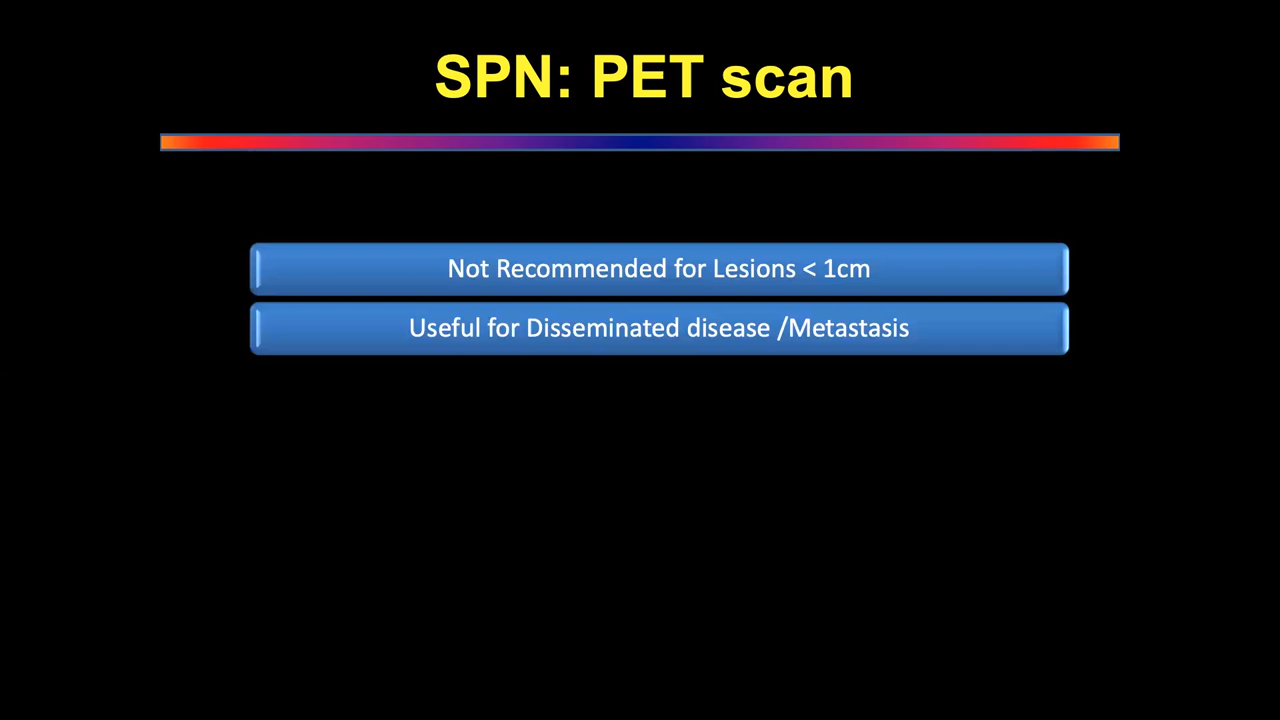 SPN: PET scan
Not Recommended for Lesions < 1cm
Useful for Disseminated disease /Metastasis